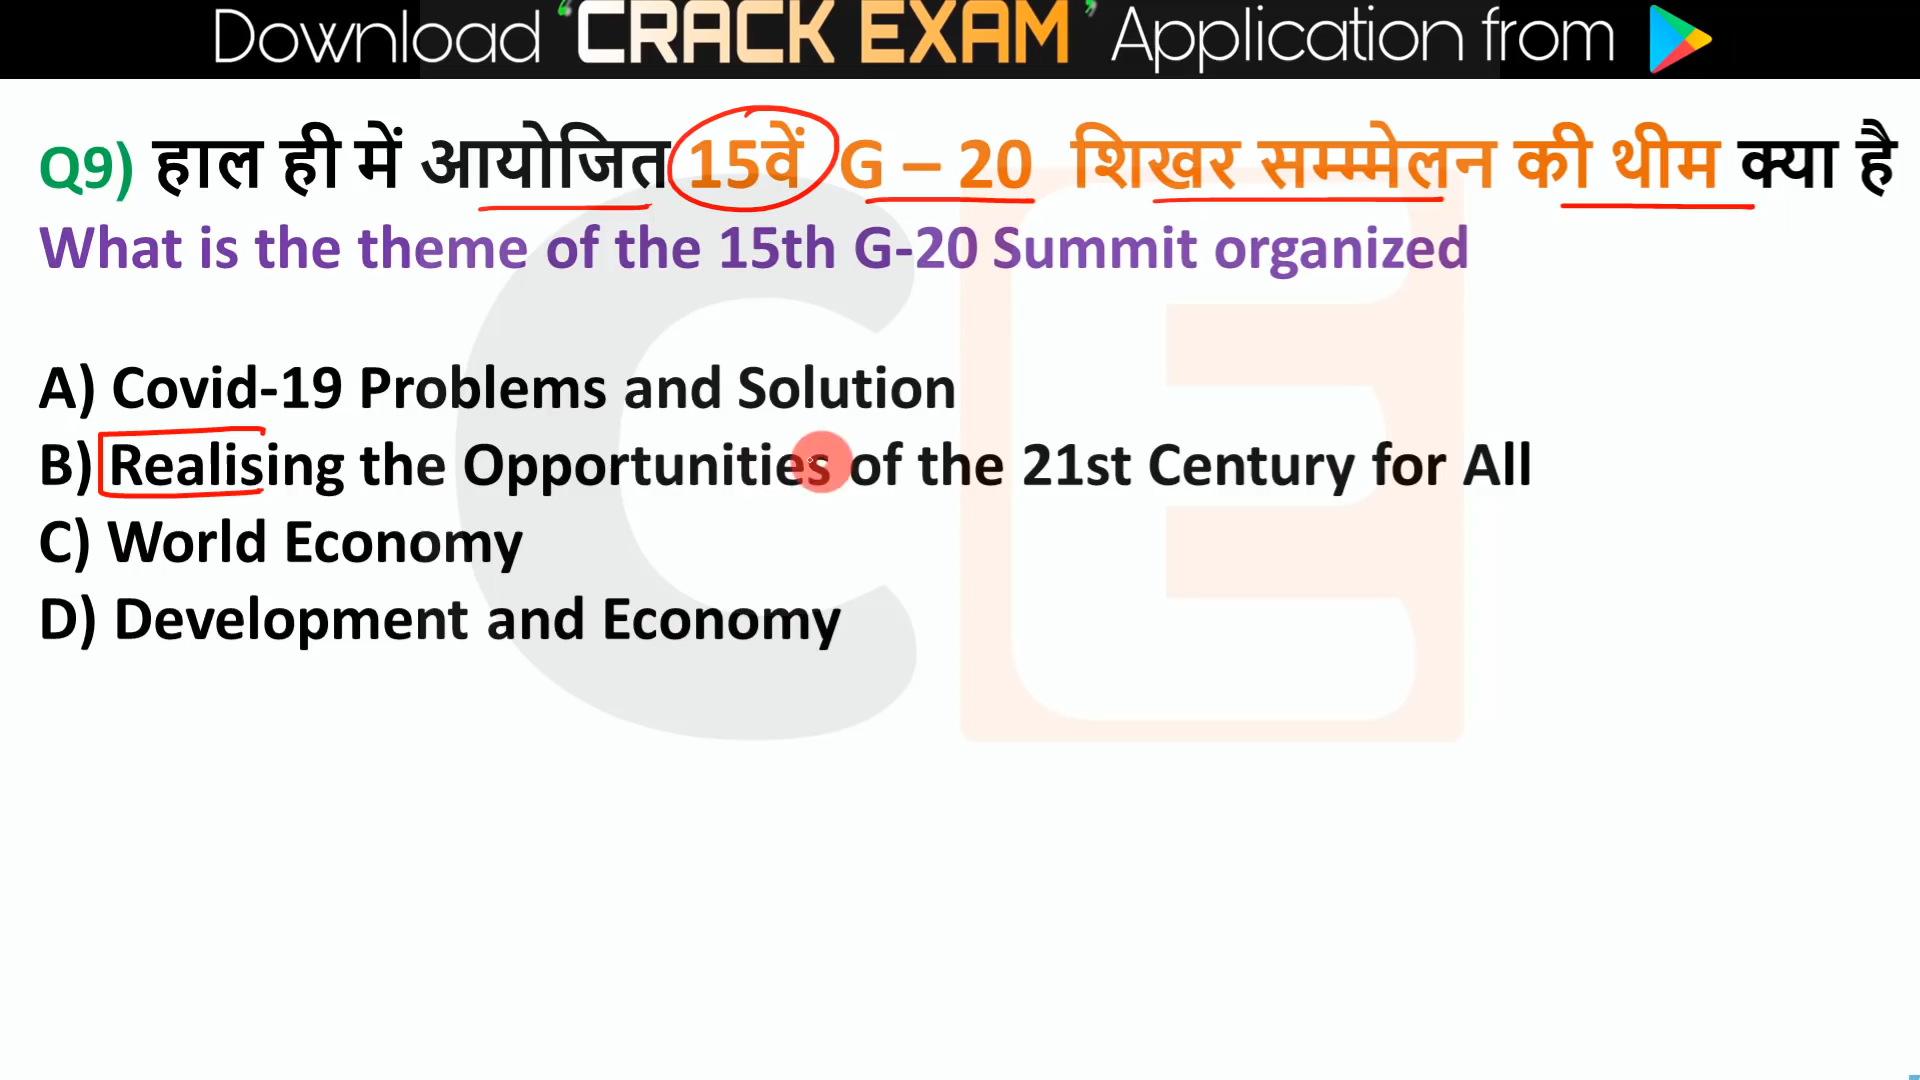 Download ‘CRACK EXAM’ Application from
Q9) हाल ही में आयोजित 15वें G – 20 शिखर सम्मेलन की थीम क्या है
What is the theme of the 15th G-20 Summit organized
A) Covid-19 Problems and Solution
B) Realising the Opportunities of the 21st Century for All
C) World Economy
D) Development and Economy
CE